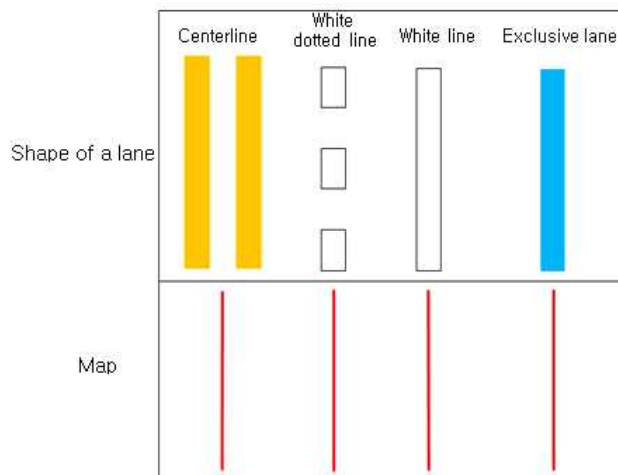 Centerline
White
dotted line
White line
Exclusive lane
Shape of a lane
Map